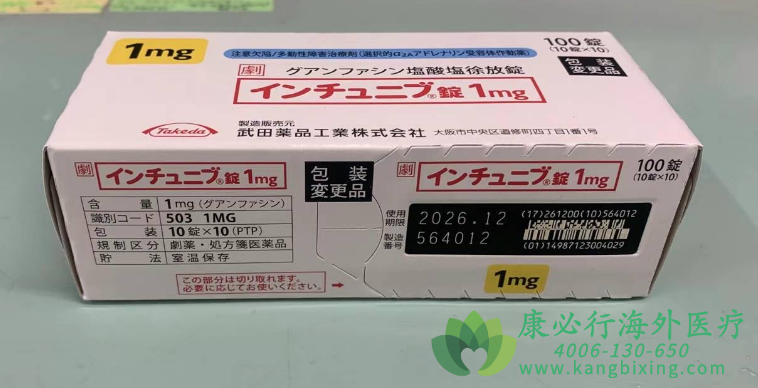 1mg
注意欠陥/多動性障害治療剤(選択的α2Aアドレナリン受容体作動薬)
100錠
(10錠×10)
包装
変更品
劇 グアンファシン塩酸塩徐放錠
インチュニブ®錠1mg
製造販売元
Takeda 武田薬品工業株式会社 大阪市中央区道修町四丁目1番1号
劇 インチュニブ®錠1mg
含量 1mg(グアンファシン)
識別コード 503 1MG
包装 10錠×10(PTP)
規制区分 劇薬・処方箋医薬品
貯法 室温保存
この部分は切り取れます。
必要に応じてお使いください。
包装
変更品
劇 インチュニブ®錠1mg
100錠
(10錠×10)
使用
期限 2026.12
製造
番号 564012
(17)261200(10)564012
(01)14987123004029
1mg
康必行海外医疗
4006-130-650
www.kangbixing.com